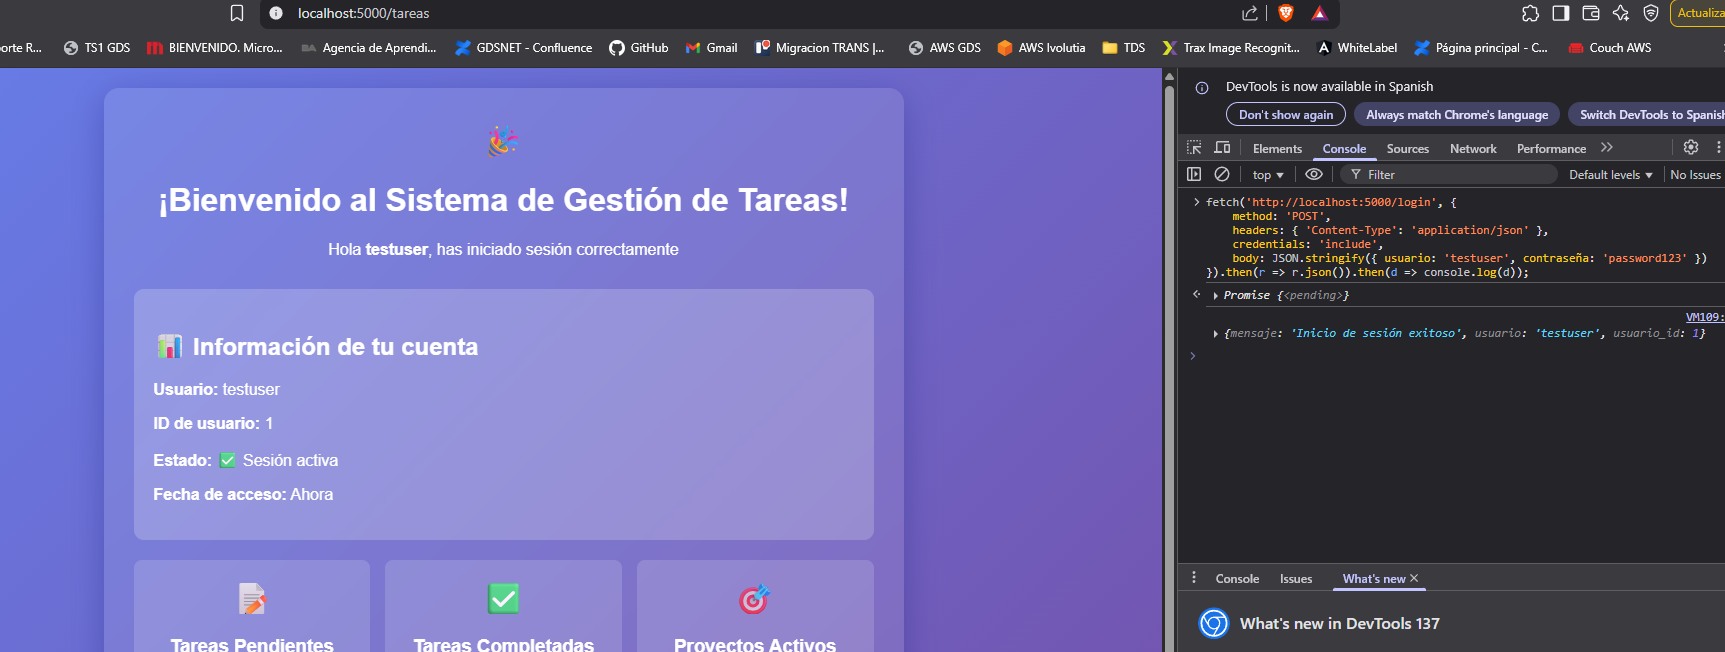 localhost:5000/tareas
Actualiza
orte R...
TS1 GDS
BIENVENIDO. Micro...
Agencia de Aprendi...
GDSNET - Confluence
GitHub
Gmail
Migracion TRANS |...
AWS GDS
AWS Ivolutia
TDS
Trax Image Recognit...
WhiteLabel
Página principal - C...
Couch AWS
¡Bienvenido al Sistema de Gestión de Tareas!
Hola testuser, has iniciado sesión correctamente
Información de tu cuenta
Usuario: testuser
ID de usuario: 1
Estado: ✅ Sesión activa
Fecha de acceso: Ahora
Tareas Pendientes
Tareas Completadas
Proyectos Activos
DevTools is now available in Spanish
Don't show again
Always match Chrome's language
Switch DevTools to Spanish
Elements
Console
Sources
Network
Performance
top
Filter
Default levels
No Issues
fetch('http://localhost:5000/login', {
method: 'POST',
headers: { 'Content-Type': 'application/json' },
credentials: 'include',
body: JSON.stringify({ usuario: 'testuser', contraseña: 'password123' })
}).then(r => r.json()).then(d => console.log(d));
Promise {<pending>}
VM109:
{mensaje: 'Inicio de sesión exitoso', usuario: 'testuser', usuario_id: 1}
Console
Issues
What's new
What's new in DevTools 137